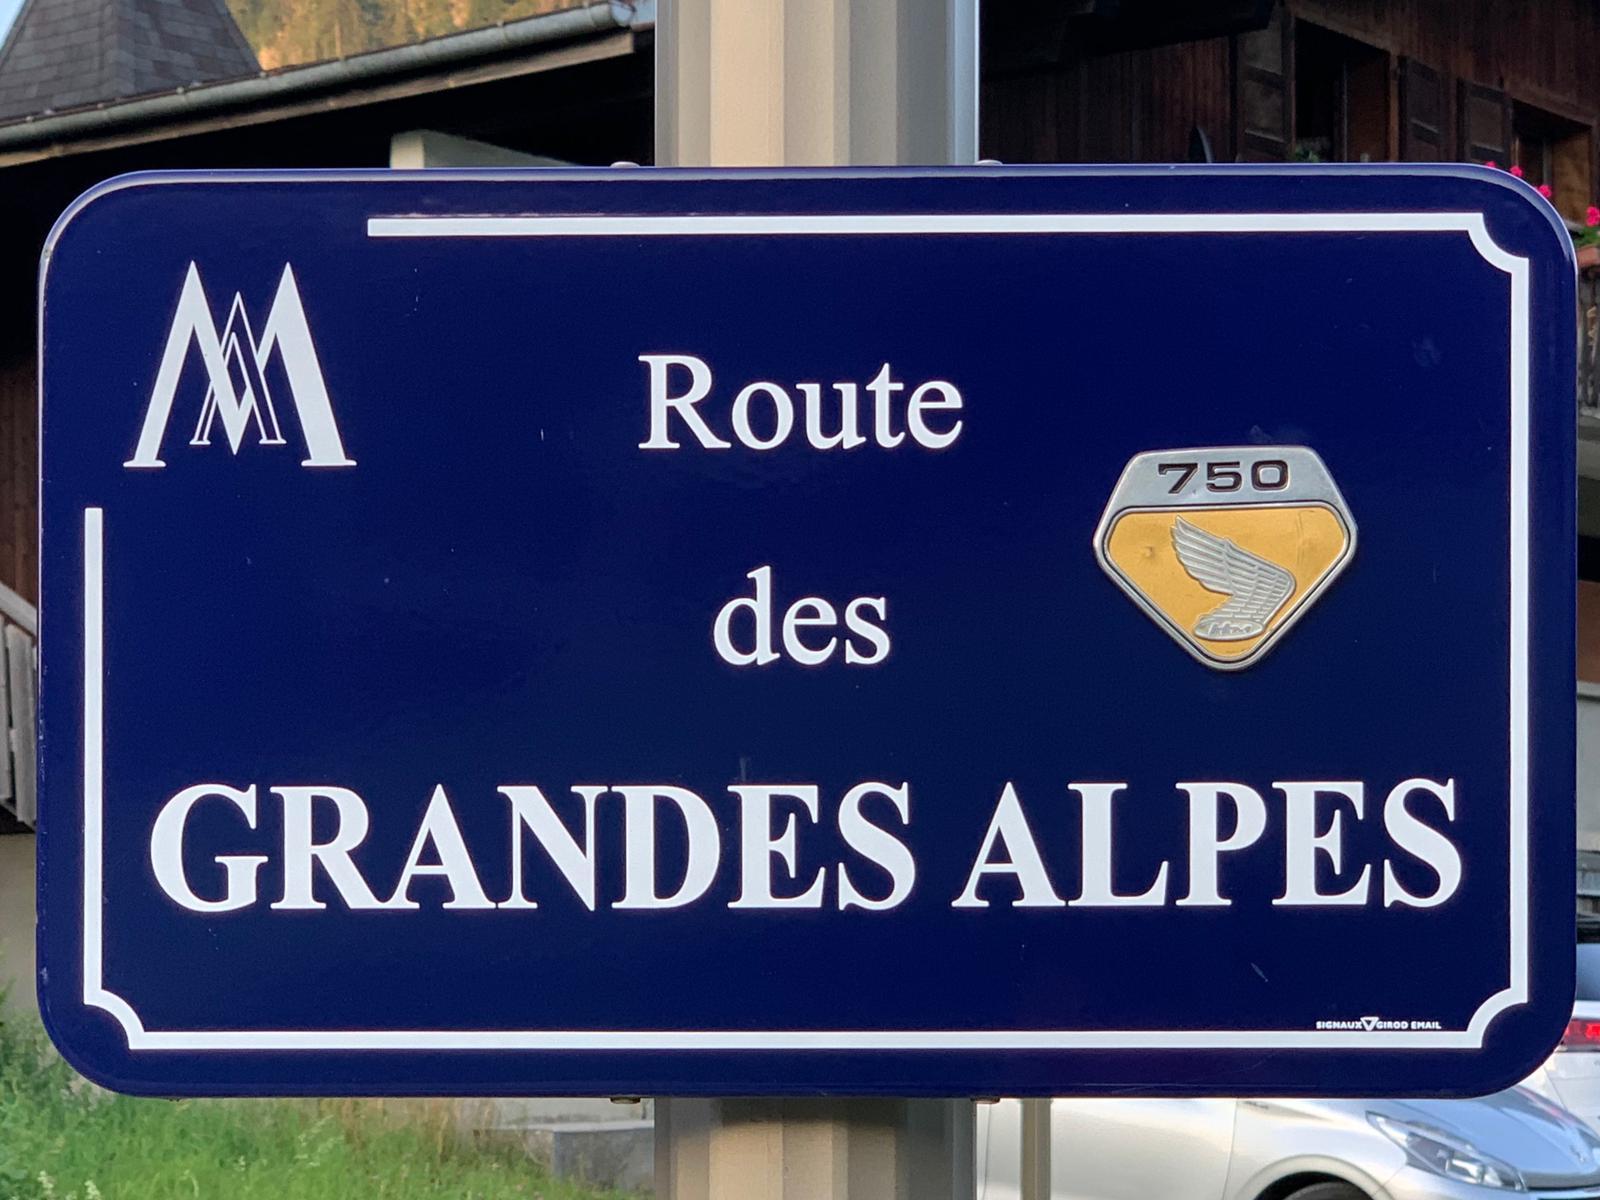 Route
750
des
GRANDES ALPES
SIGNAUX GIROD EMAIL